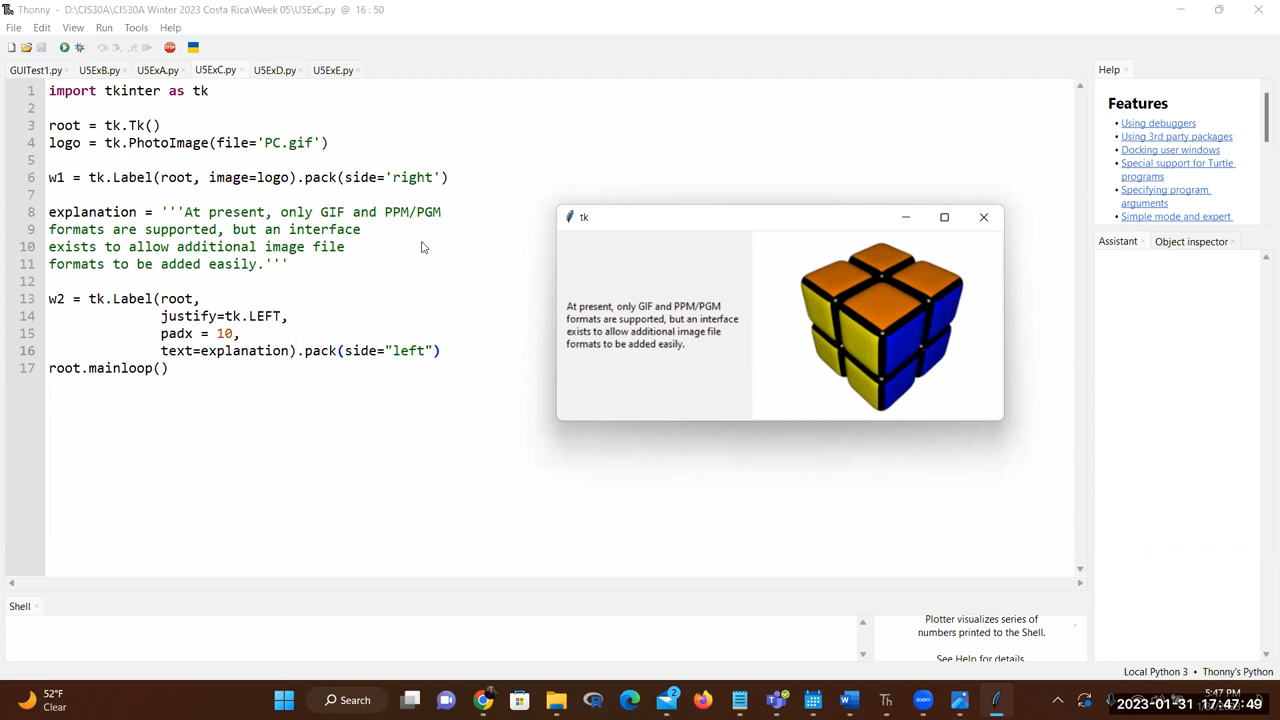 Thonny - D:\CIS30A\CIS30A Winter 2023 Costa Rica\Week 05\U5ExC.py @ 16 : 50
File Edit View Run Tools Help
GUITest1.py U5ExB.py U5ExA.py U5ExC.py U5ExD.py U5ExE.py
1 import tkinter as tk
2
3 root = tk.Tk()
4 logo = tk.PhotoImage(file='PC.gif')
5
6 w1 = tk.Label(root, image=logo).pack(side='right')
7
8 explanation = '''At present, only GIF and PPM/PGM
9 formats are supported, but an interface
10 exists to allow additional image file
11 formats to be added easily.'''
12
13 w2 = tk.Label(root,
14 justify=tk.LEFT,
15 padx = 10,
16 text=explanation).pack(side="left")
17 root.mainloop()
tk
At present, only GIF and PPM/PGM
formats are supported, but an interface
exists to allow additional image file
formats to be added easily.
Help
Features
• Using debuggers
• Using 3rd party packages
• Docking user windows
• Special support for Turtle
programs
• Specifying program
arguments
• Simple mode and expert
Assistant Object inspector
Shell
Plotter visualizes series of
numbers printed to the Shell.
See Help for details
Local Python 3 • Thonny's Python
52°F
Clear
Search
2
5:47 PM
2023-01-31 17:47:49